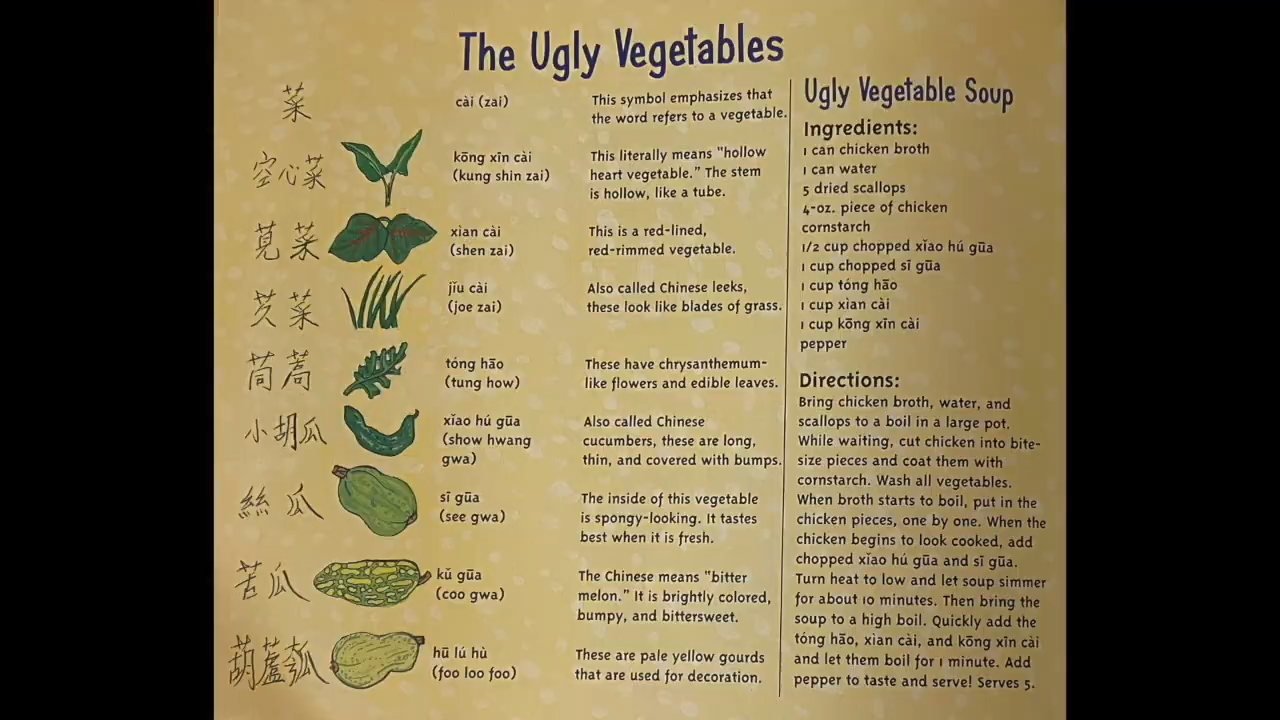 The Ugly Vegetables
菜
cài (zai)
This symbol emphasizes that
the word refers to a vegetable.
空心菜
kōng xīn cài
(kung shin zai)
This literally means "hollow
heart vegetable." The stem
is hollow, like a tube.
莧菜
xìan cài
(shen zai)
This is a red-lined,
red-rimmed vegetable.
菜
jĭu cài
(joe zai)
Also called Chinese leeks,
these look like blades of grass.
茼蒿
tóng hāo
(tung how)
These have chrysanthemum-
like flowers and edible leaves.
小胡瓜
xĭao hú gūa
(show hwang
gwa)
Also called Chinese
cucumbers, these are long,
thin, and covered with bumps.
絲瓜
sī gūa
(see gwa)
The inside of this vegetable
is spongy-looking. It tastes
best when it is fresh.
苦瓜
kŭ gūa
(coo gwa)
The Chinese means "bitter
melon." It is brightly colored,
bumpy, and bittersweet.
葫蘆瓠
hū lú hù
(foo loo foo)
These are pale yellow gourds
that are used for decoration.
Ugly Vegetable Soup
Ingredients:
1 can chicken broth
1 can water
5 dried scallops
4-oz. piece of chicken
cornstarch
1/2 cup chopped xĭao hú gūa
1 cup chopped sī gūa
1 cup tóng hāo
1 cup xìan cài
1 cup kōng xīn cài
pepper
Directions:
Bring chicken broth, water, and
scallops to a boil in a large pot.
While waiting, cut chicken into bite-
size pieces and coat them with
cornstarch. Wash all vegetables.
When broth starts to boil, put in the
chicken pieces, one by one. When the
chicken begins to look cooked, add
chopped xĭao hú gūa and sī gūa.
Turn heat to low and let soup simmer
for about 10 minutes. Then bring the
soup to a high boil. Quickly add the
tóng hāo, xìan cài, and kōng xīn cài
and let them boil for 1 minute. Add
pepper to taste and serve! Serves 5.